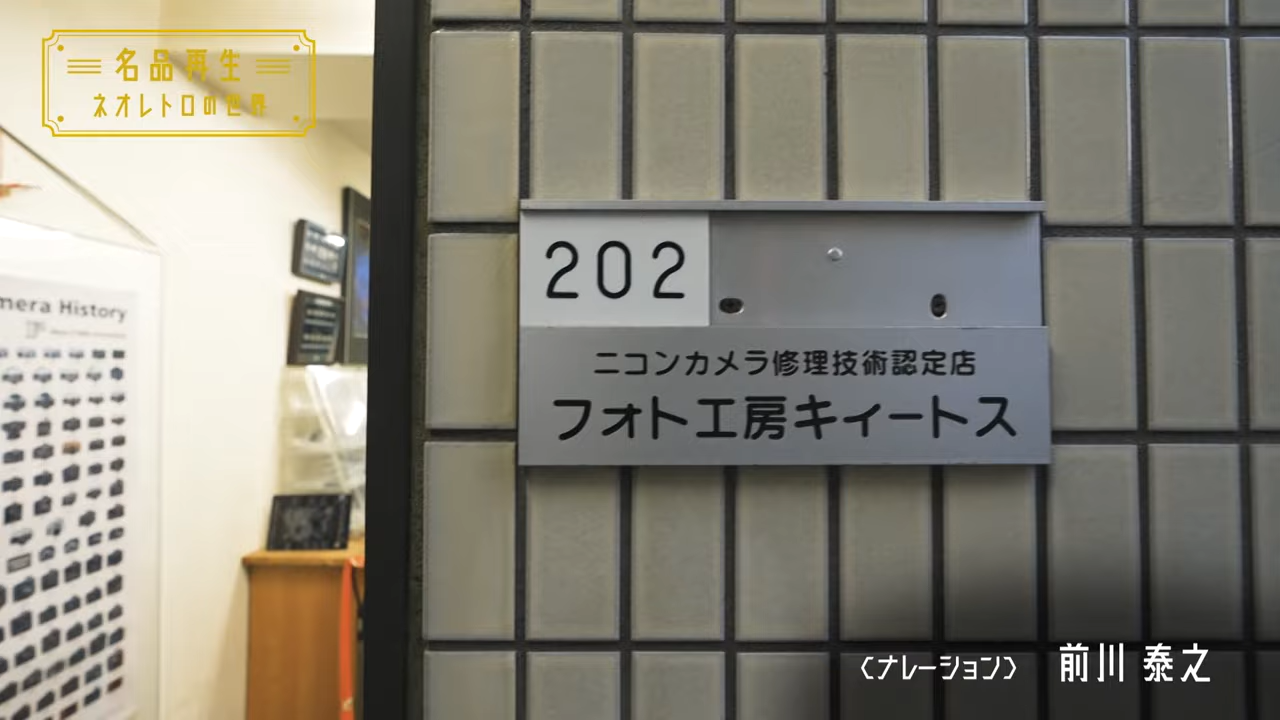 名品再生
ネオレトロの世界
mera History
202
ニコンカメラ修理技術認定店
フォト工房キィートス
〈ナレーション〉 前川 泰之